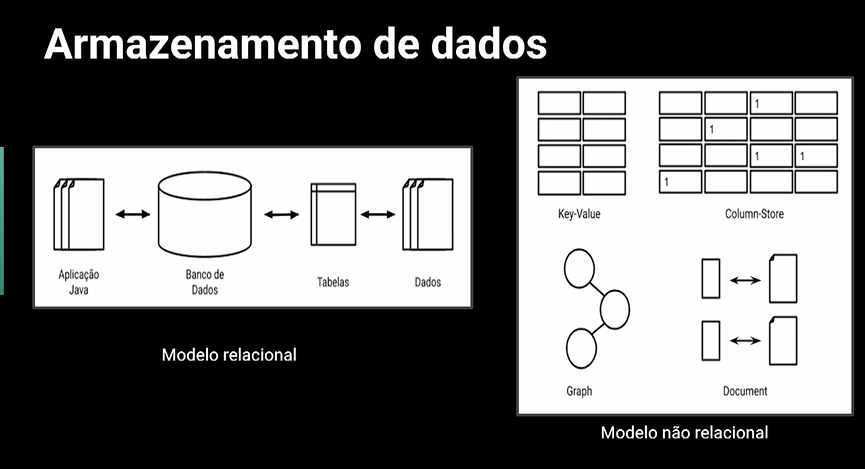 Armazenamento de dados
Aplicação
Java
Banco de
Dados
Tabelas
Dados
Modelo relacional
1
1
1 1
1
Key-Value
Column-Store
Graph
Document
Modelo não relacional